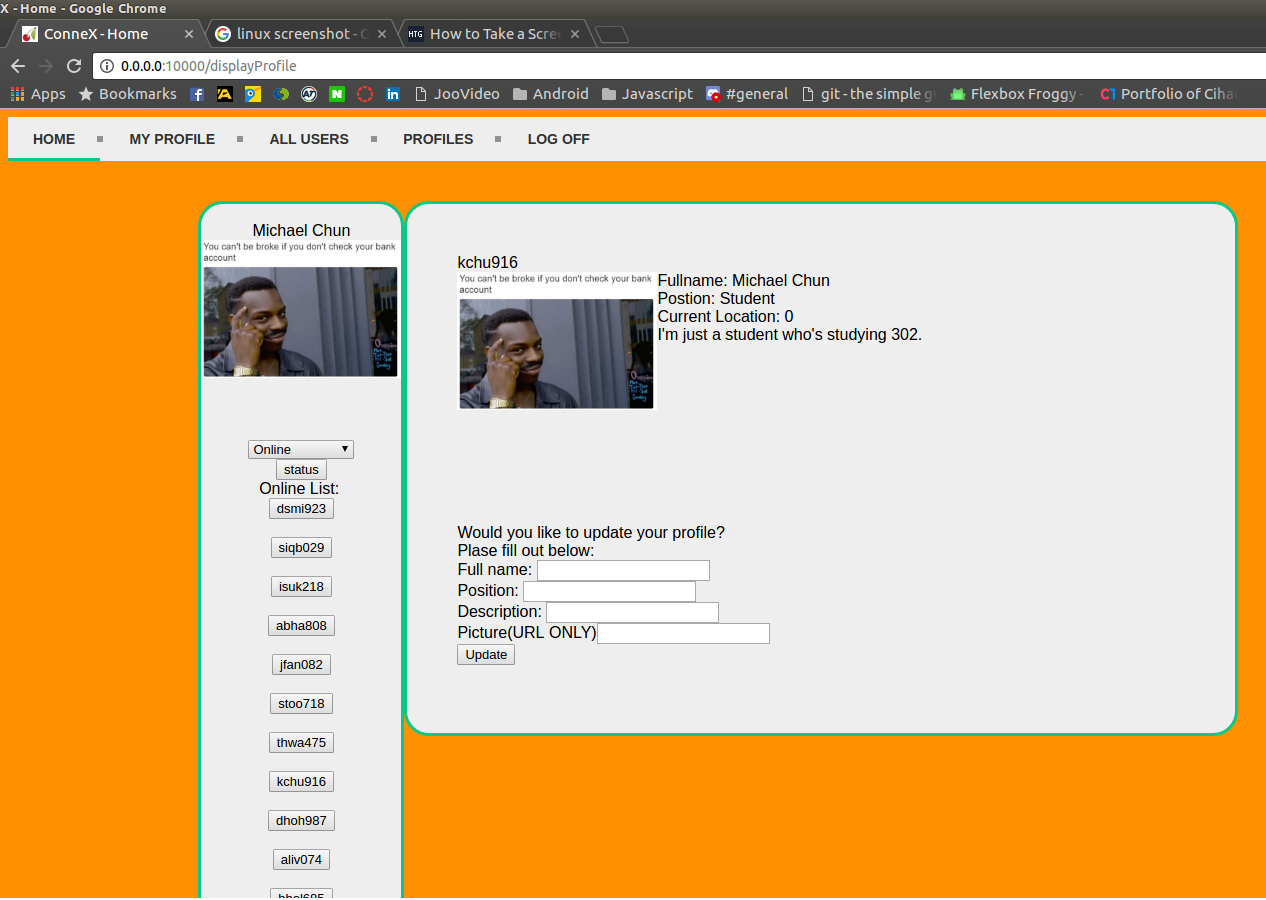 X - Home - Google Chrome
ConneX - Home
linux screenshot - G
HTG How to Take a Scree
0.0.0.0:10000/displayProfile
Apps Bookmarks JooVideo Android Javascript #general git - the simple gu Flexbox Froggy - Portfolio of Ciha
HOME MY PROFILE ALL USERS PROFILES LOG OFF
Michael Chun
You can't be broke if you don't check your bank
account
Online
status
Online List:
dsmi923
siqb029
isuk218
abha808
jfan082
stoo718
thwa475
kchu916
dhoh987
aliv074
kchu916
You can't be broke if you don't check your bank
account
Fullname: Michael Chun
Postion: Student
Current Location: 0
I'm just a student who's studying 302.
Would you like to update your profile?
Plase fill out below:
Full name:
Position:
Description:
Picture(URL ONLY)
Update